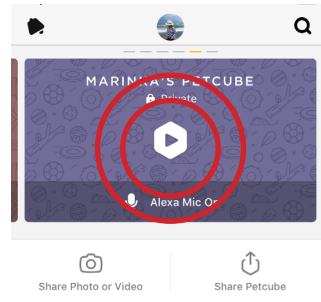 MARINKA'S PETCUBE
Private
Alexa Mic On
Share Photo or Video
Share Petcube